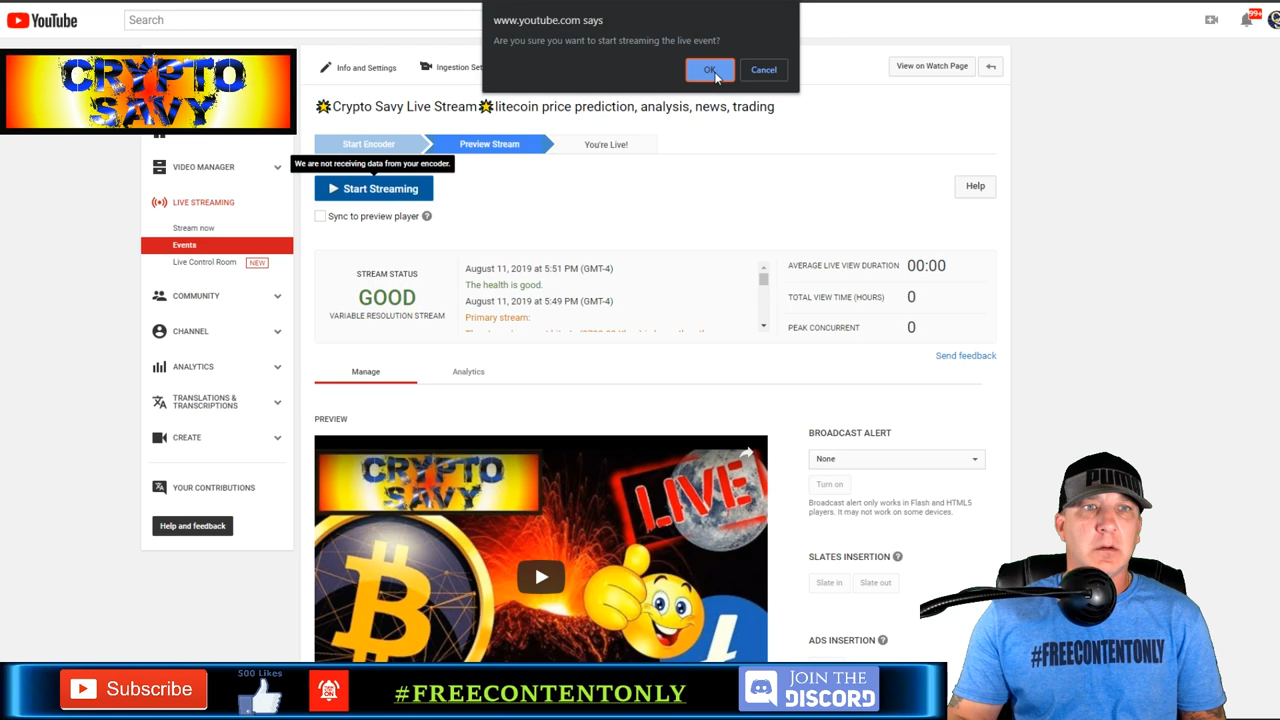 YouTube
Search
www.youtube.com says
Are you sure you want to start streaming the live event?
OK
Cancel
99+
CRYPTO
SAVY
Info and Settings
Ingestion Set
View on Watch Page
Crypto Savy Live Stream litecoin price prediction, analysis, news, trading
Start Encoder
Preview Stream
You're Live!
We are not receiving data from your encoder.
Start Streaming
Help
Sync to preview player ?
VIDEO MANAGER
LIVE STREAMING
Stream now
Events
Live Control Room NEW
COMMUNITY
CHANNEL
ANALYTICS
TRANSLATIONS &
TRANSCRIPTIONS
CREATE
YOUR CONTRIBUTIONS
Help and feedback
STREAM STATUS
GOOD
VARIABLE RESOLUTION STREAM
August 11, 2019 at 5:51 PM (GMT-4)
The health is good.
August 11, 2019 at 5:49 PM (GMT-4)
Primary stream:
AVERAGE LIVE VIEW DURATION 00:00
TOTAL VIEW TIME (HOURS) 0
PEAK CONCURRENT 0
Send feedback
Manage
Analytics
PREVIEW
CRYPTO
SAVY
LIVE
BROADCAST ALERT
None
Turn on
Broadcast alert only works in Flash and HTML5
players. It may not work on some devices.
SLATES INSERTION ?
Slate in
Slate out
ADS INSERTION ?
#FREECONTENTONLY
Subscribe
500 Likes
#FREECONTENTONLY
JOIN THE
DISCORD